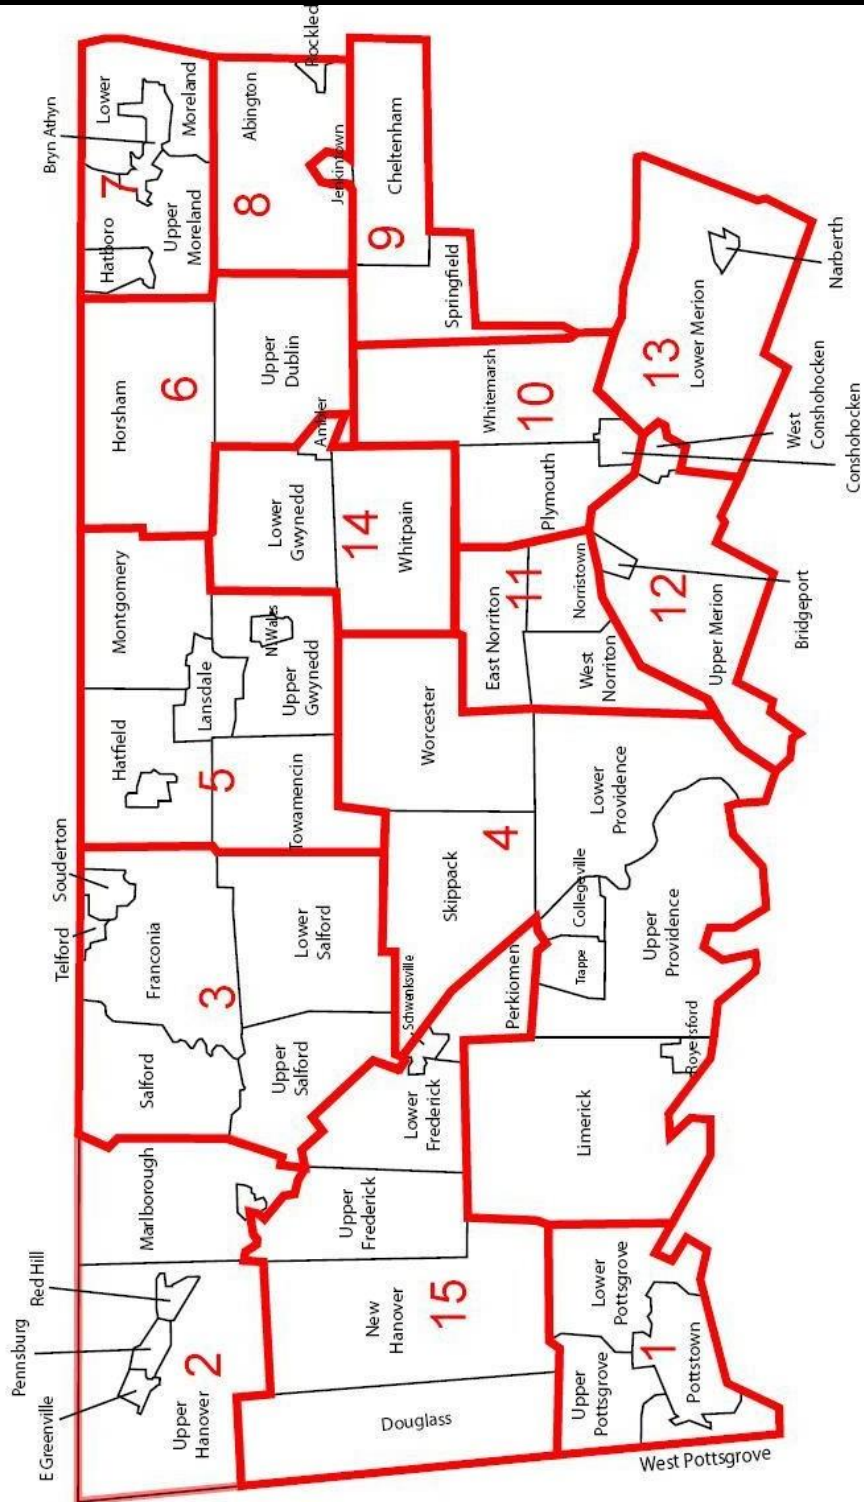 Rockled
Bryn Athyn
Lower
Moreland
7
Hatboro
Upper
Moreland
Abington
8
Jenkintown
Cheltenham
9
Springfield
Horsham
6
Upper
Dublin
Ambler
Whitemarsh
10
Plymouth
13
Lower Merion
Narberth
West
Conshohocken
Conshohocken
Lower
Gwynedd
14
Whitpain
Montgomery
Lansdale
N Wales
Upper
Gwynedd
Hatfield
5
Towamencin
East Norriton
11
Norristown
West
Norriton
12
Upper Merion
Bridgeport
Worcester
Skippack
4
Lower
Providence
Collegeville
Trappe
Upper
Providence
Souderton
Telford
Franconia
3
Lower
Salford
Salford
Upper
Salford
Schwenksville
Perkiomen
Royersford
Limerick
Lower
Frederick
Upper
Frederick
Marlborough
Red Hill
Pennsburg
E Greenville
2
Upper
Hanover
New
Hanover
15
Douglass
Lower
Pottsgrove
Upper
Pottsgrove
1
Pottstown
West Pottsgrove